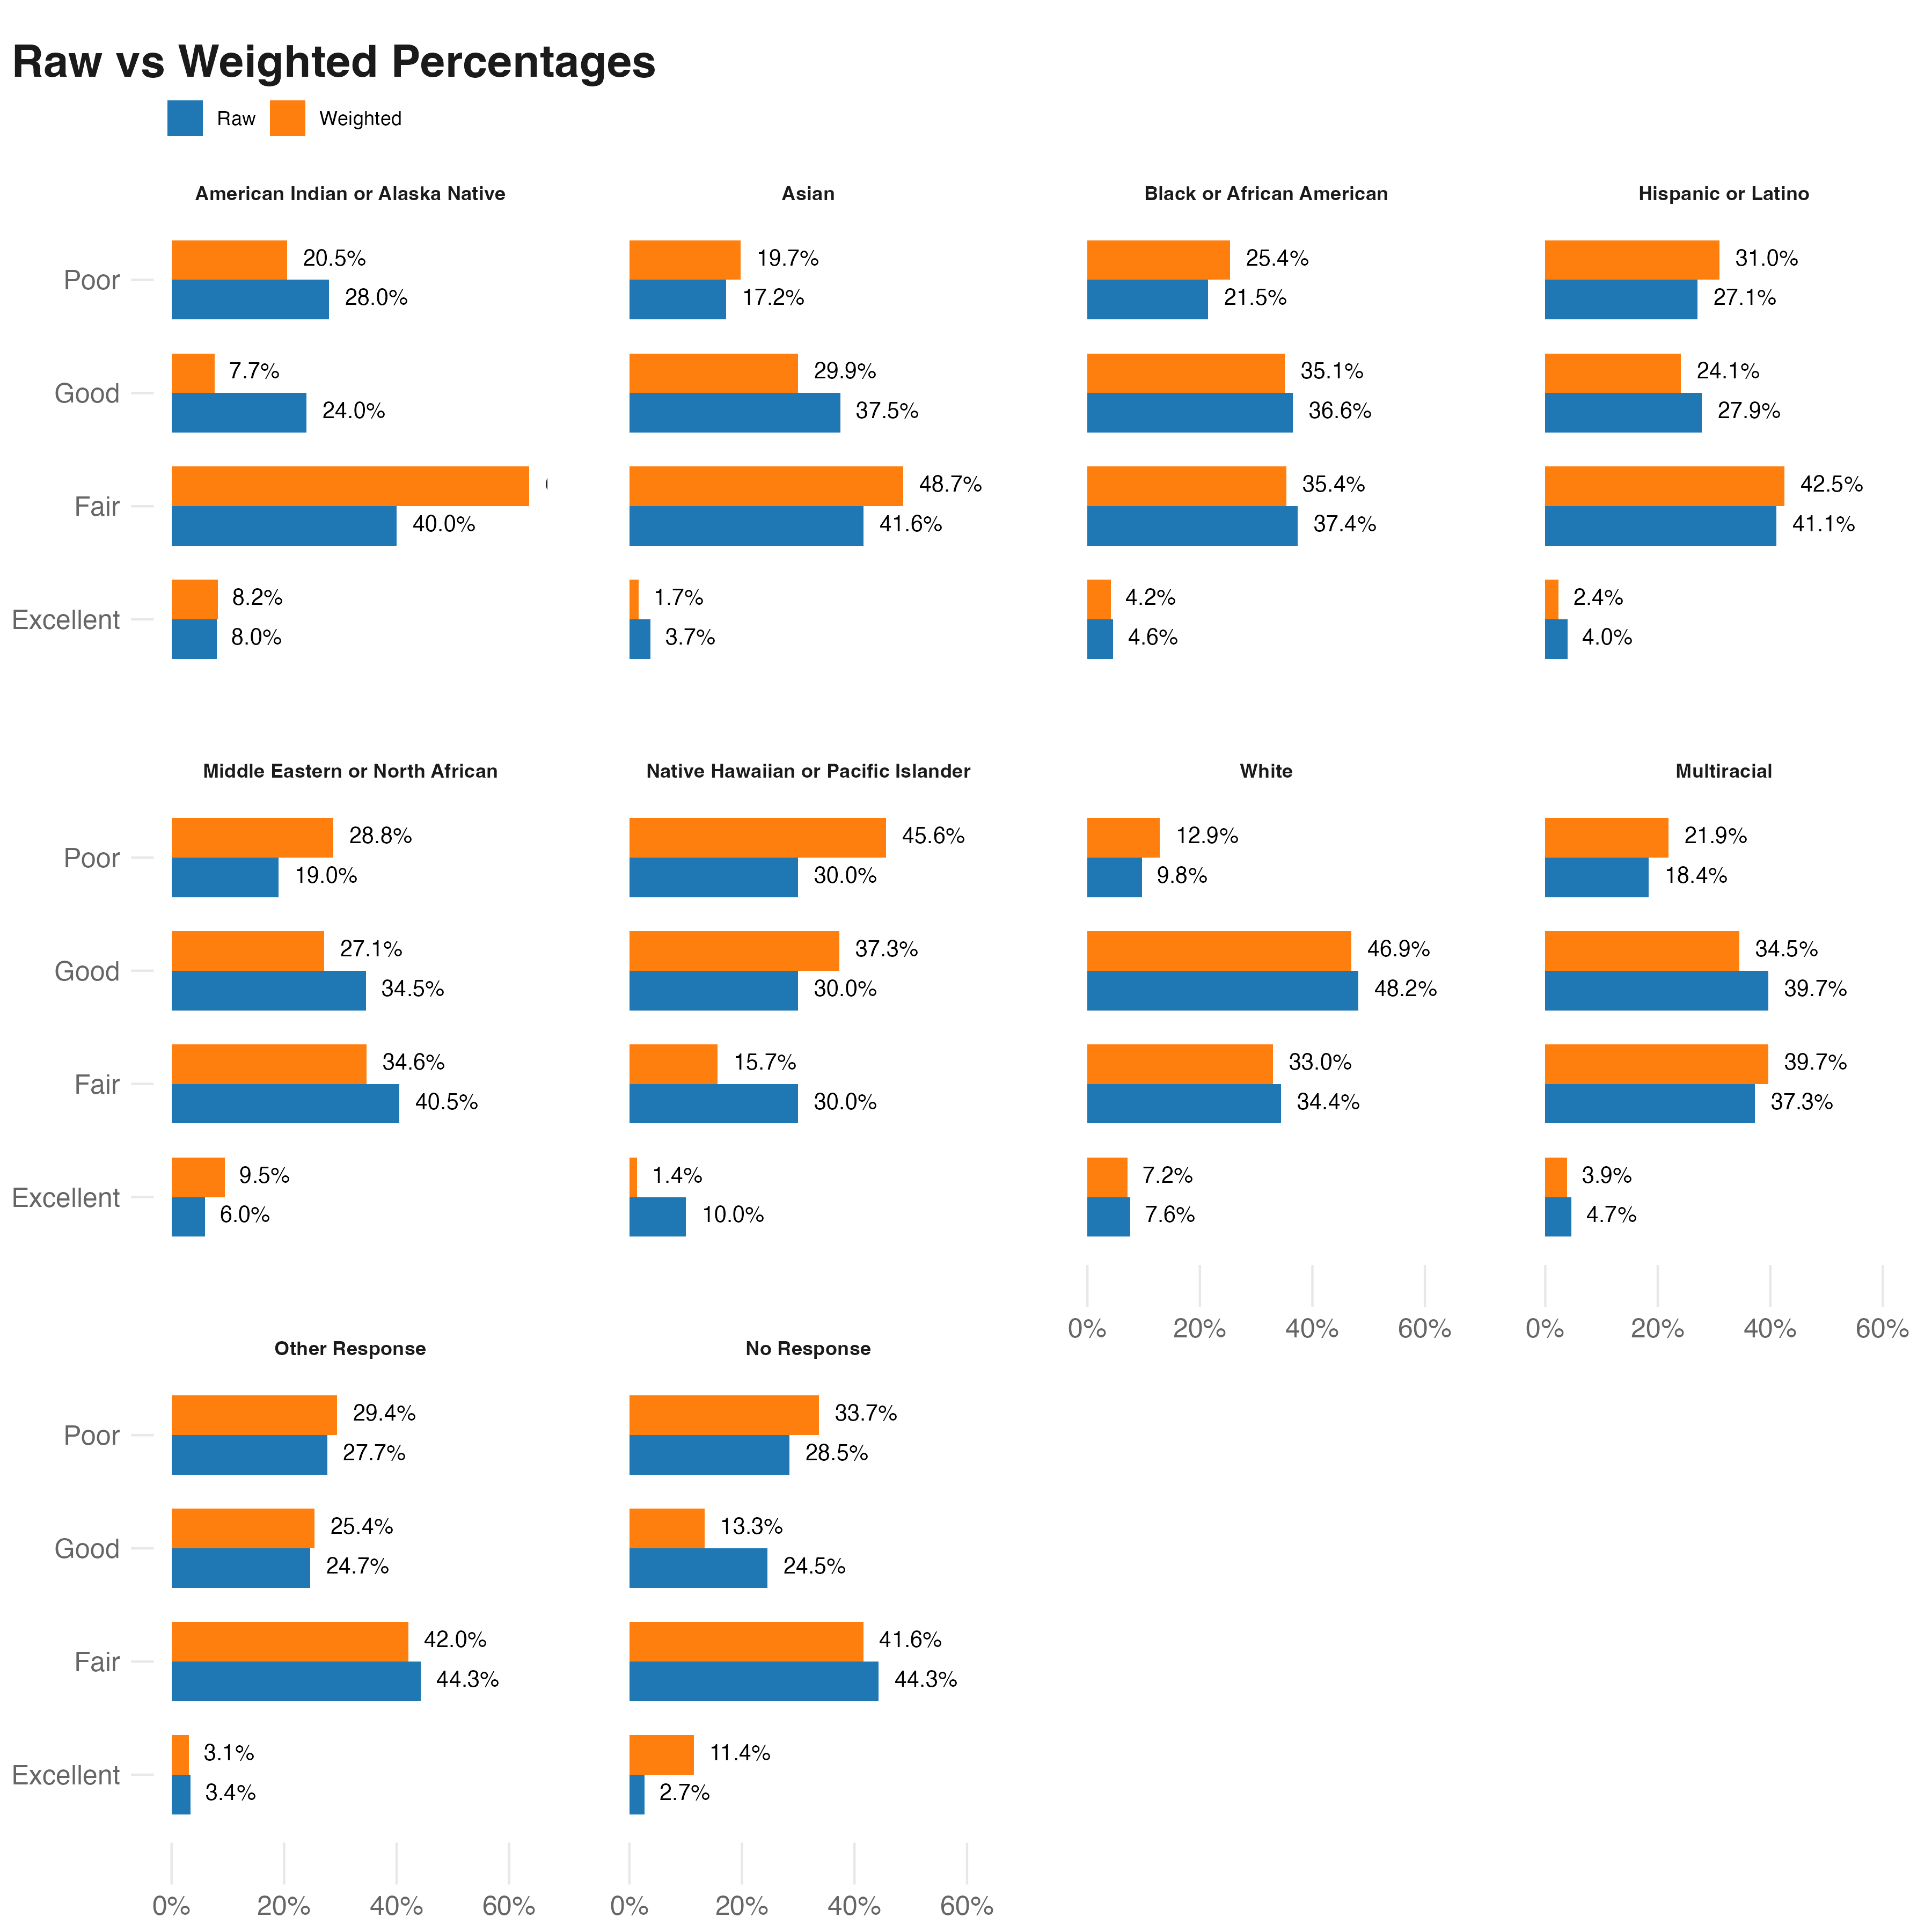 Raw vs Weighted Percentages
Raw Weighted
American Indian or Alaska Native Asian Black or African American Hispanic or Latino
Poor 20.5% 19.7% 25.4% 31.0%
28.0% 17.2% 21.5% 27.1%
Good 7.7% 29.9% 35.1% 24.1%
24.0% 37.5% 36.6% 27.9%
Fair 48.7% 35.4% 42.5%
40.0% 41.6% 37.4% 41.1%
Excellent 8.2% 1.7% 4.2% 2.4%
8.0% 3.7% 4.6% 4.0%
Middle Eastern or North African Native Hawaiian or Pacific Islander White Multiracial
Poor 28.8% 45.6% 12.9% 21.9%
19.0% 30.0% 9.8% 18.4%
Good 27.1% 37.3% 46.9% 34.5%
34.5% 30.0% 48.2% 39.7%
Fair 34.6% 15.7% 33.0% 39.7%
40.5% 30.0% 34.4% 37.3%
Excellent 9.5% 1.4% 7.2% 3.9%
6.0% 10.0% 7.6% 4.7%
0% 20% 40% 60% 0% 20% 40% 60%
Other Response No Response
Poor 29.4% 33.7%
27.7% 28.5%
Good 25.4% 13.3%
24.7% 24.5%
Fair 42.0% 41.6%
44.3% 44.3%
Excellent 3.1% 11.4%
3.4% 2.7%
0% 20% 40% 60% 0% 20% 40% 60%